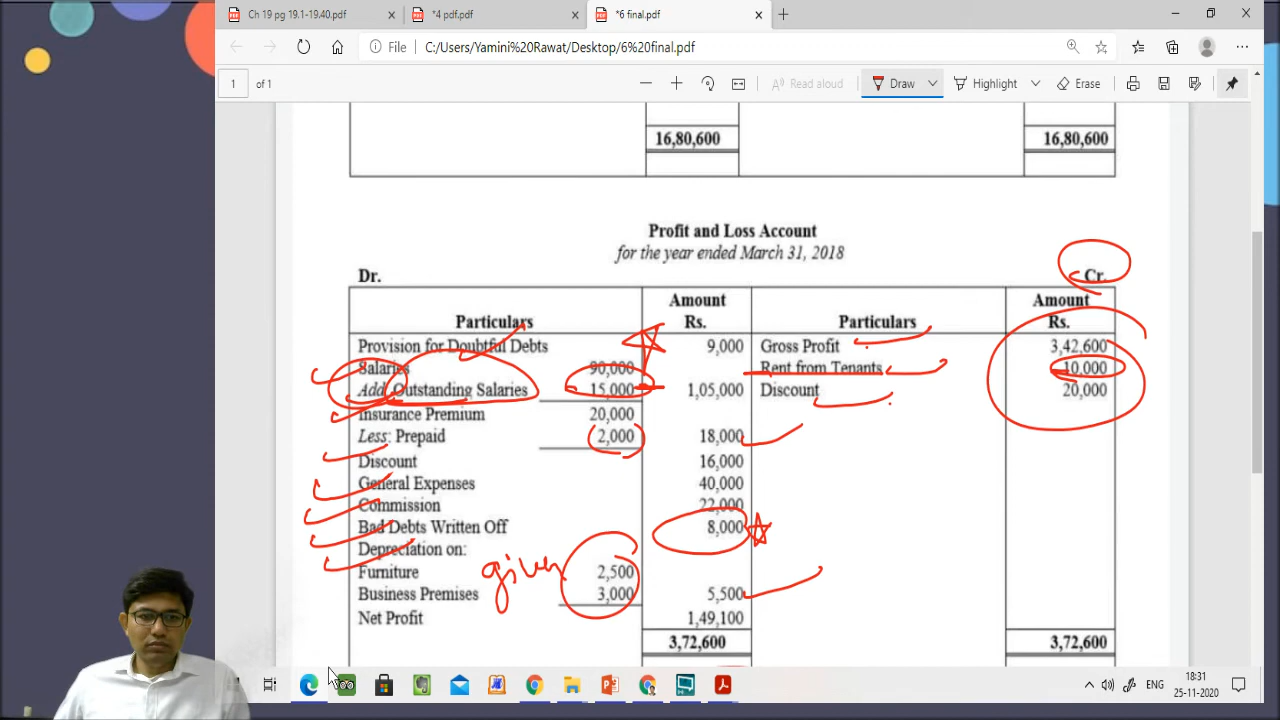 Ch 19 pg 19.1-19.40.pdf
*4 pdf.pdf
*6 final.pdf
File
C:/Users/Yamini%20Rawat/Desktop/6%20final.pdf
1 of 1
Read aloud
Draw
Highlight
Erase
16,80,600 16,80,600
Profit and Loss Account
for the year ended March 31, 2018
Dr. Cr.
Particulars Amount Rs. Particulars Amount Rs.
Provision for Doubtful Debts 9,000 Gross Profit 3,42,600
Salaries 90,000 Rent from Tenants 10,000
Add Outstanding Salaries 15,000 1,05,000 Discount 20,000
Insurance Premium 20,000
Less: Prepaid 2,000 18,000
Discount 16,000
General Expenses 40,000
Commission 22,000
Bad Debts Written Off 8,000
Depreciation on:
given
Furniture 2,500
Business Premises 3,000 5,500
Net Profit 1,49,100
3,72,600 3,72,600
ENG
18:31
25-11-2020